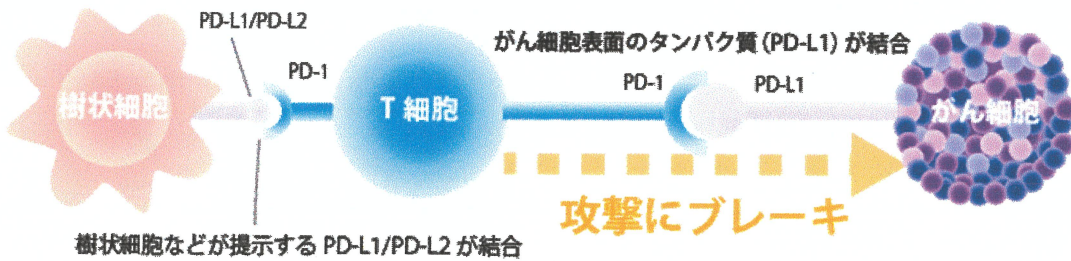 PD-L1/PD-L2
がん細胞表面のタンパク質(PD-L1)が結合
PD-1
PD-1
PD-L1
樹状細胞
T 細胞
がん細胞
攻撃にブレーキ
樹状細胞などが提示する PD-L1/PD-L2 が結合